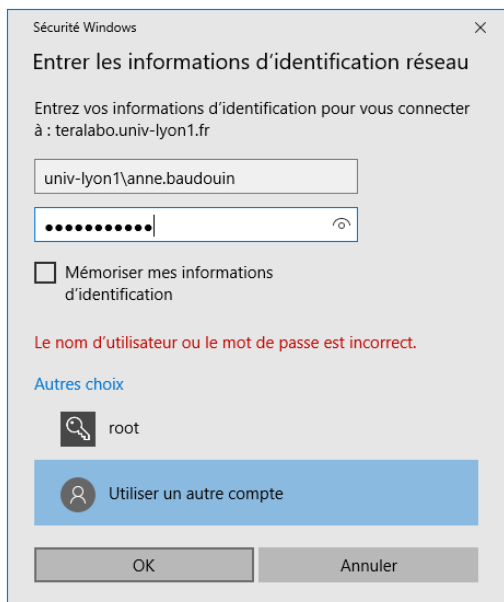 Sécurité Windows
Entrer les informations d’identification réseau
Entrez vos informations d’identification pour vous connecter
à : teralabo.univ-lyon1.fr
univ-lyon1\anne.baudouin
●●●●●●●●●●●
Mémoriser mes informations
d’identification
Le nom d’utilisateur ou le mot de passe est incorrect.
Autres choix
root
Utiliser un autre compte
OK
Annuler